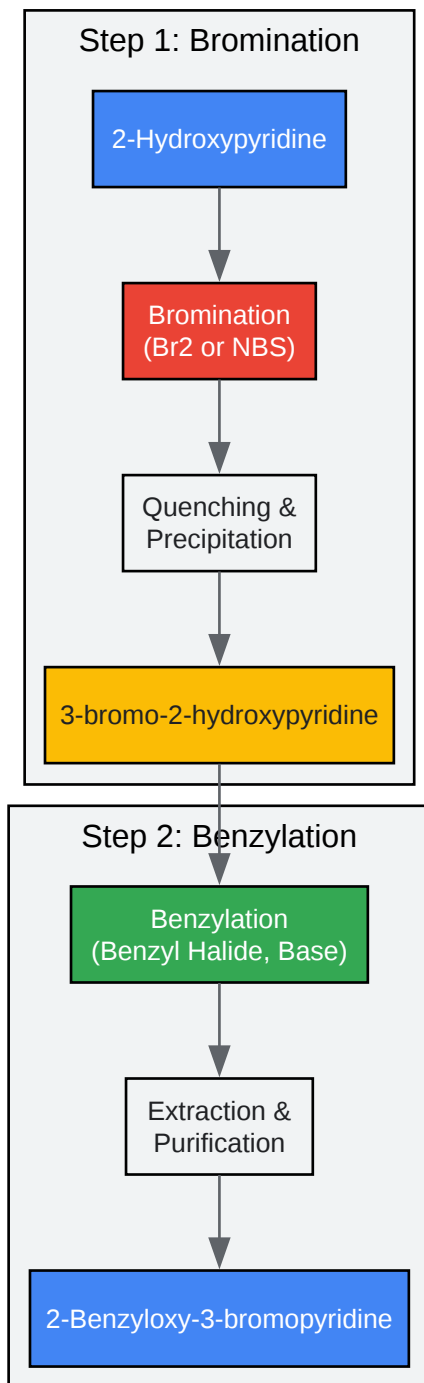 Step 1: Bromination
2-Hydroxypyridine
Bromination
(Br2 or NBS)
Quenching &
Precipitation
3-bromo-2-hydroxypyridine
Step 2: Benzylation
Benzylation
(Benzyl Halide, Base)
Extraction &
Purification
2-Benzyloxy-3-bromopyridine